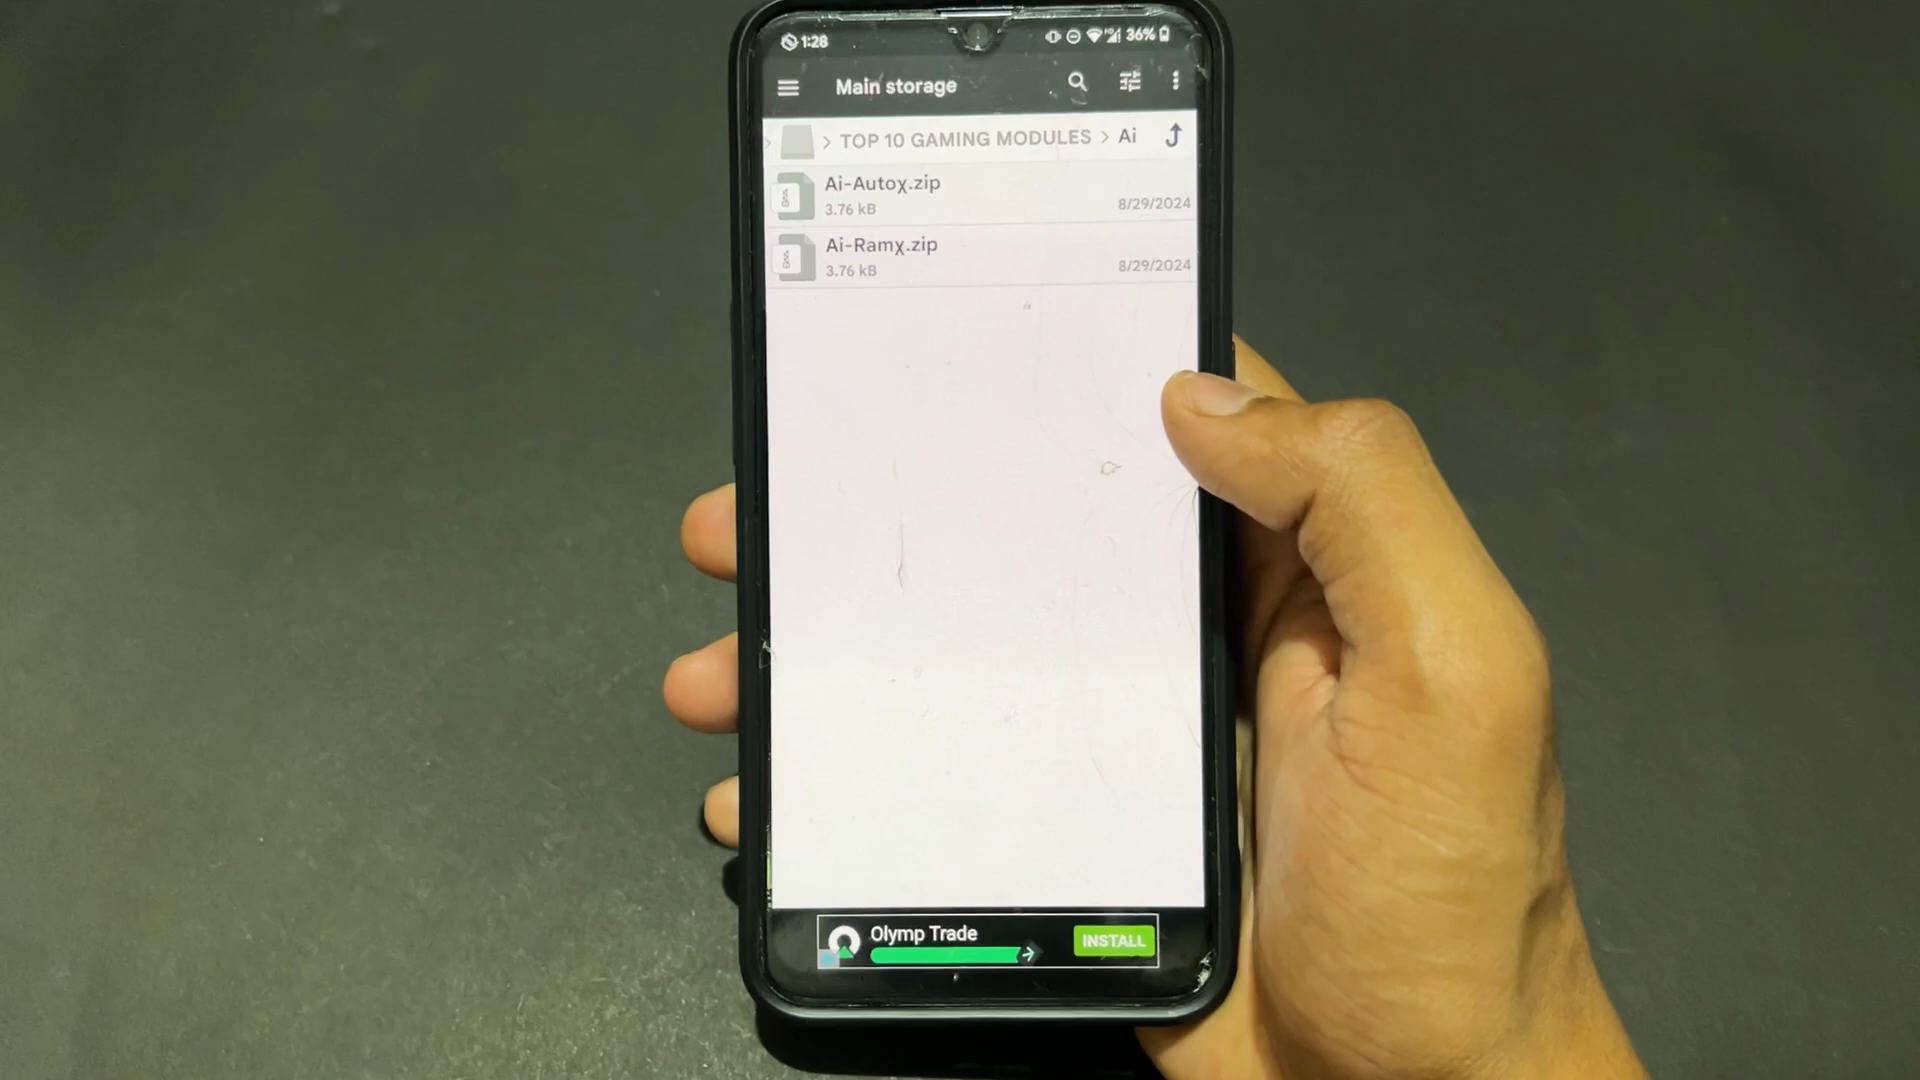 1:28 36%
Main storage
TOP 10 GAMING MODULES > Ai
Ai-Autoχ.zip
3.76 kB 8/29/2024
Ai-Ramχ.zip
3.76 kB 8/29/2024
Olymp Trade
INSTALL